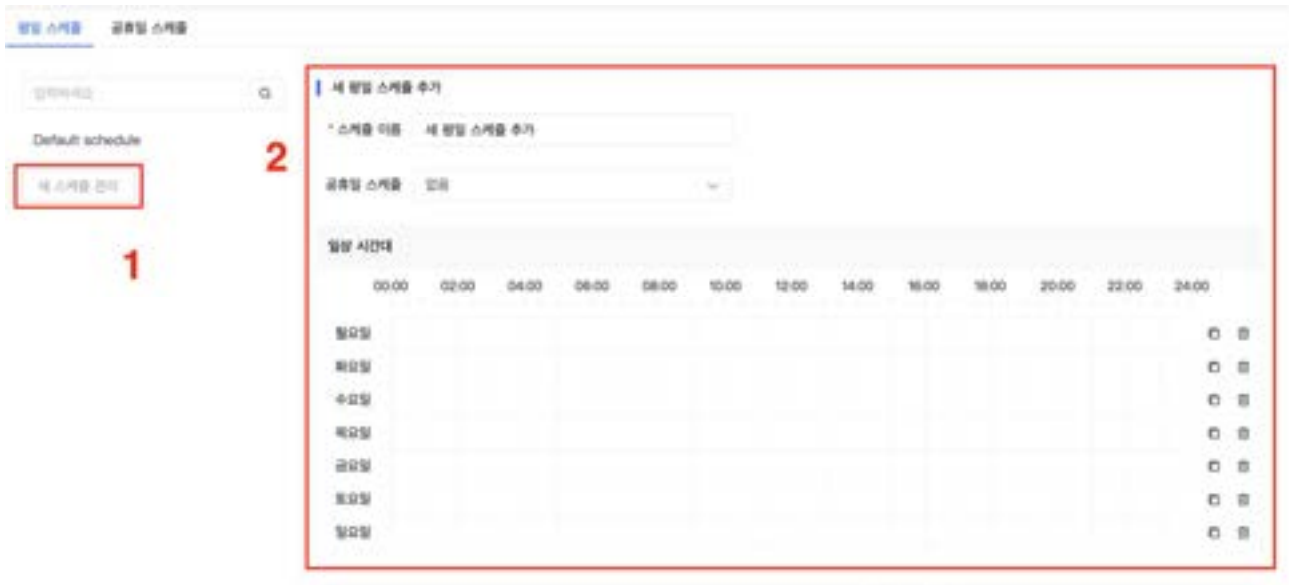 평일 스케줄 공휴일 스케줄
입력하세요
Default schedule
새 스케줄 관리
1
2
새 평일 스케줄 추가
* 스케줄 이름 새 평일 스케줄 추가
공휴일 스케줄 없음
일상 시간대
00:00 02:00 04:00 06:00 08:00 10:00 12:00 14:00 16:00 18:00 20:00 22:00 24:00
월요일
화요일
수요일
목요일
금요일
토요일
일요일